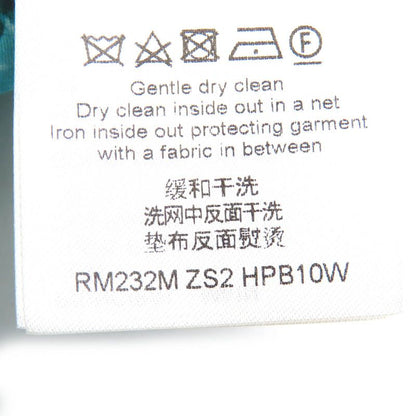 F
Gentle dry clean
Dry clean inside out in a net
Iron inside out protecting garment
with a fabric in between
缓和干洗
洗网中反面干洗
垫布反面熨烫
RM232M ZS2 HPB10W